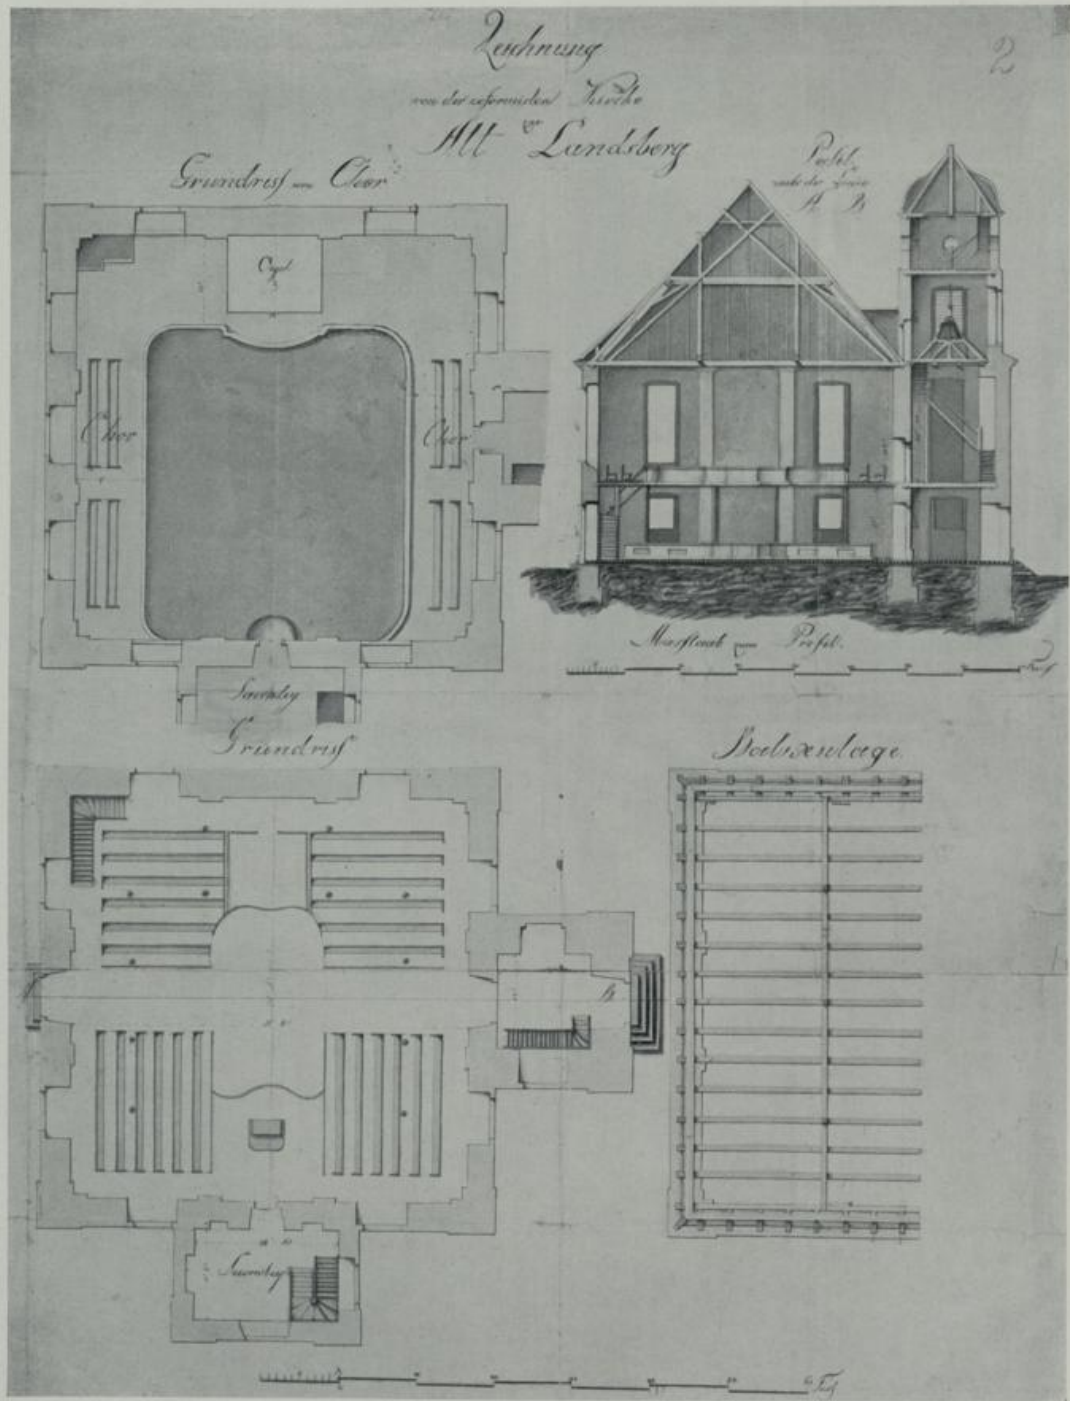 Zeichnung
2
von der reformirten Kirche
zu
Alt Landsberg
Grundriss vom Chor
Profil
nach der Linie
A B
Orgel
Chor
Chor
Sacristey
Maasstaab zum Profil.
Fuss
Grundriss
Balkenlage.
Sacristey
Fuss